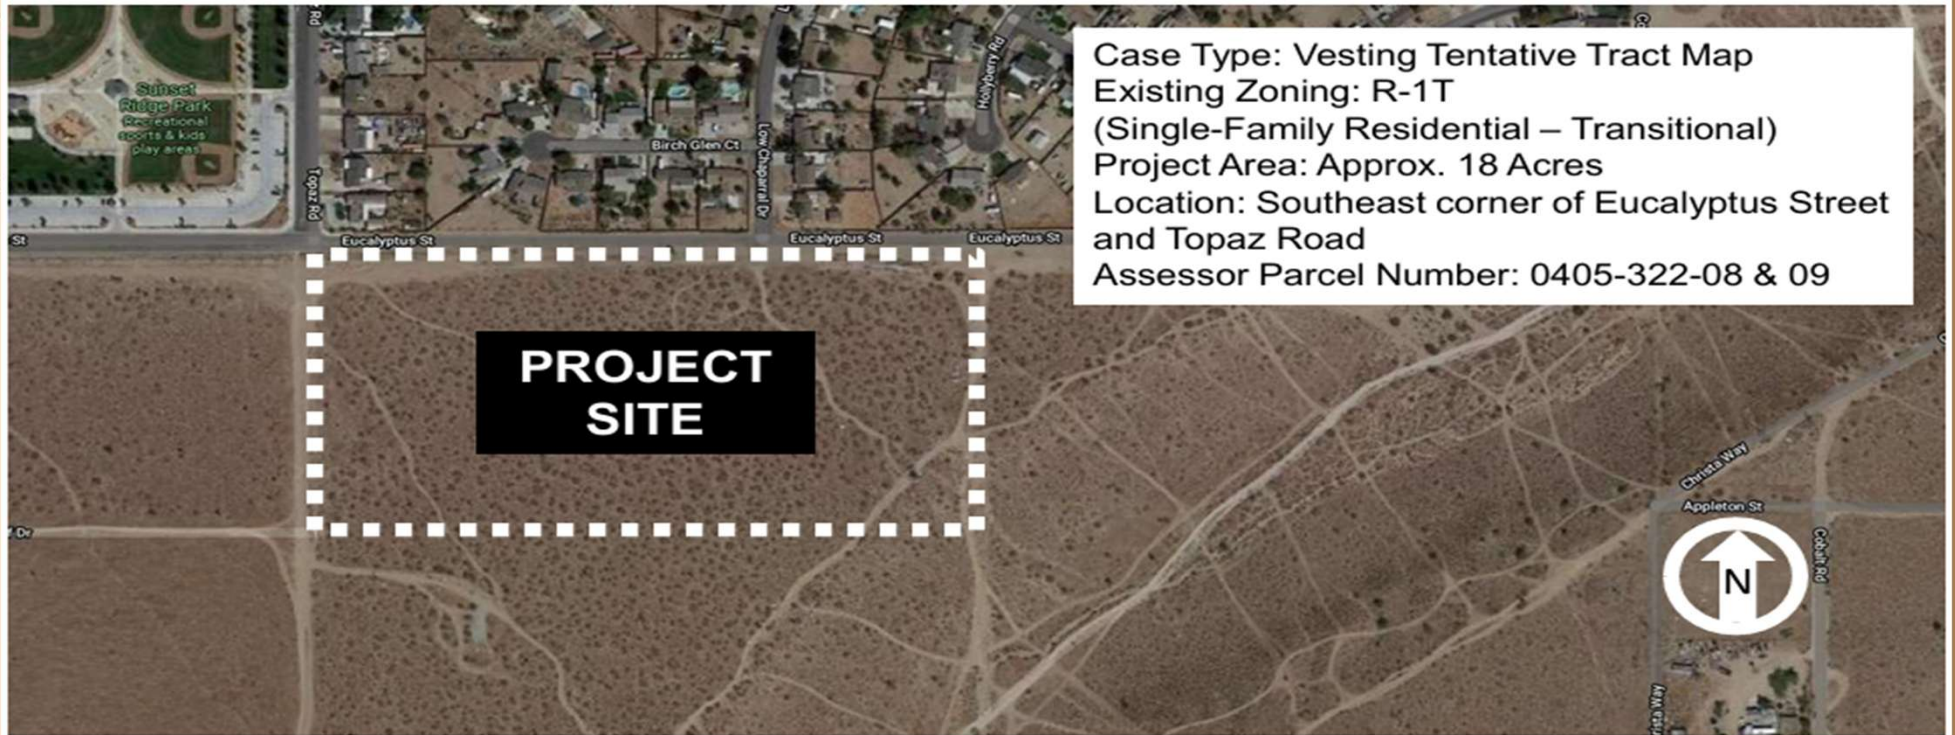 Case Type: Vesting Tentative Tract Map
Existing Zoning: R-1T
(Single-Family Residential – Transitional)
Project Area: Approx. 18 Acres
Location: Southeast corner of Eucalyptus Street
and Topaz Road
Assessor Parcel Number: 0405-322-08 & 09
Sunset
Ridge Park
Recreational
sports & kids
play areas
Rd
Topaz Rd
Birch Glen Ct
Low Chaparral Dr
Hollyberry Rd
St
Eucalyptus St
Eucalyptus St
Eucalyptus St
PROJECT
SITE
Dr
Christa Way
Appleton St
N
Cobalt Rd